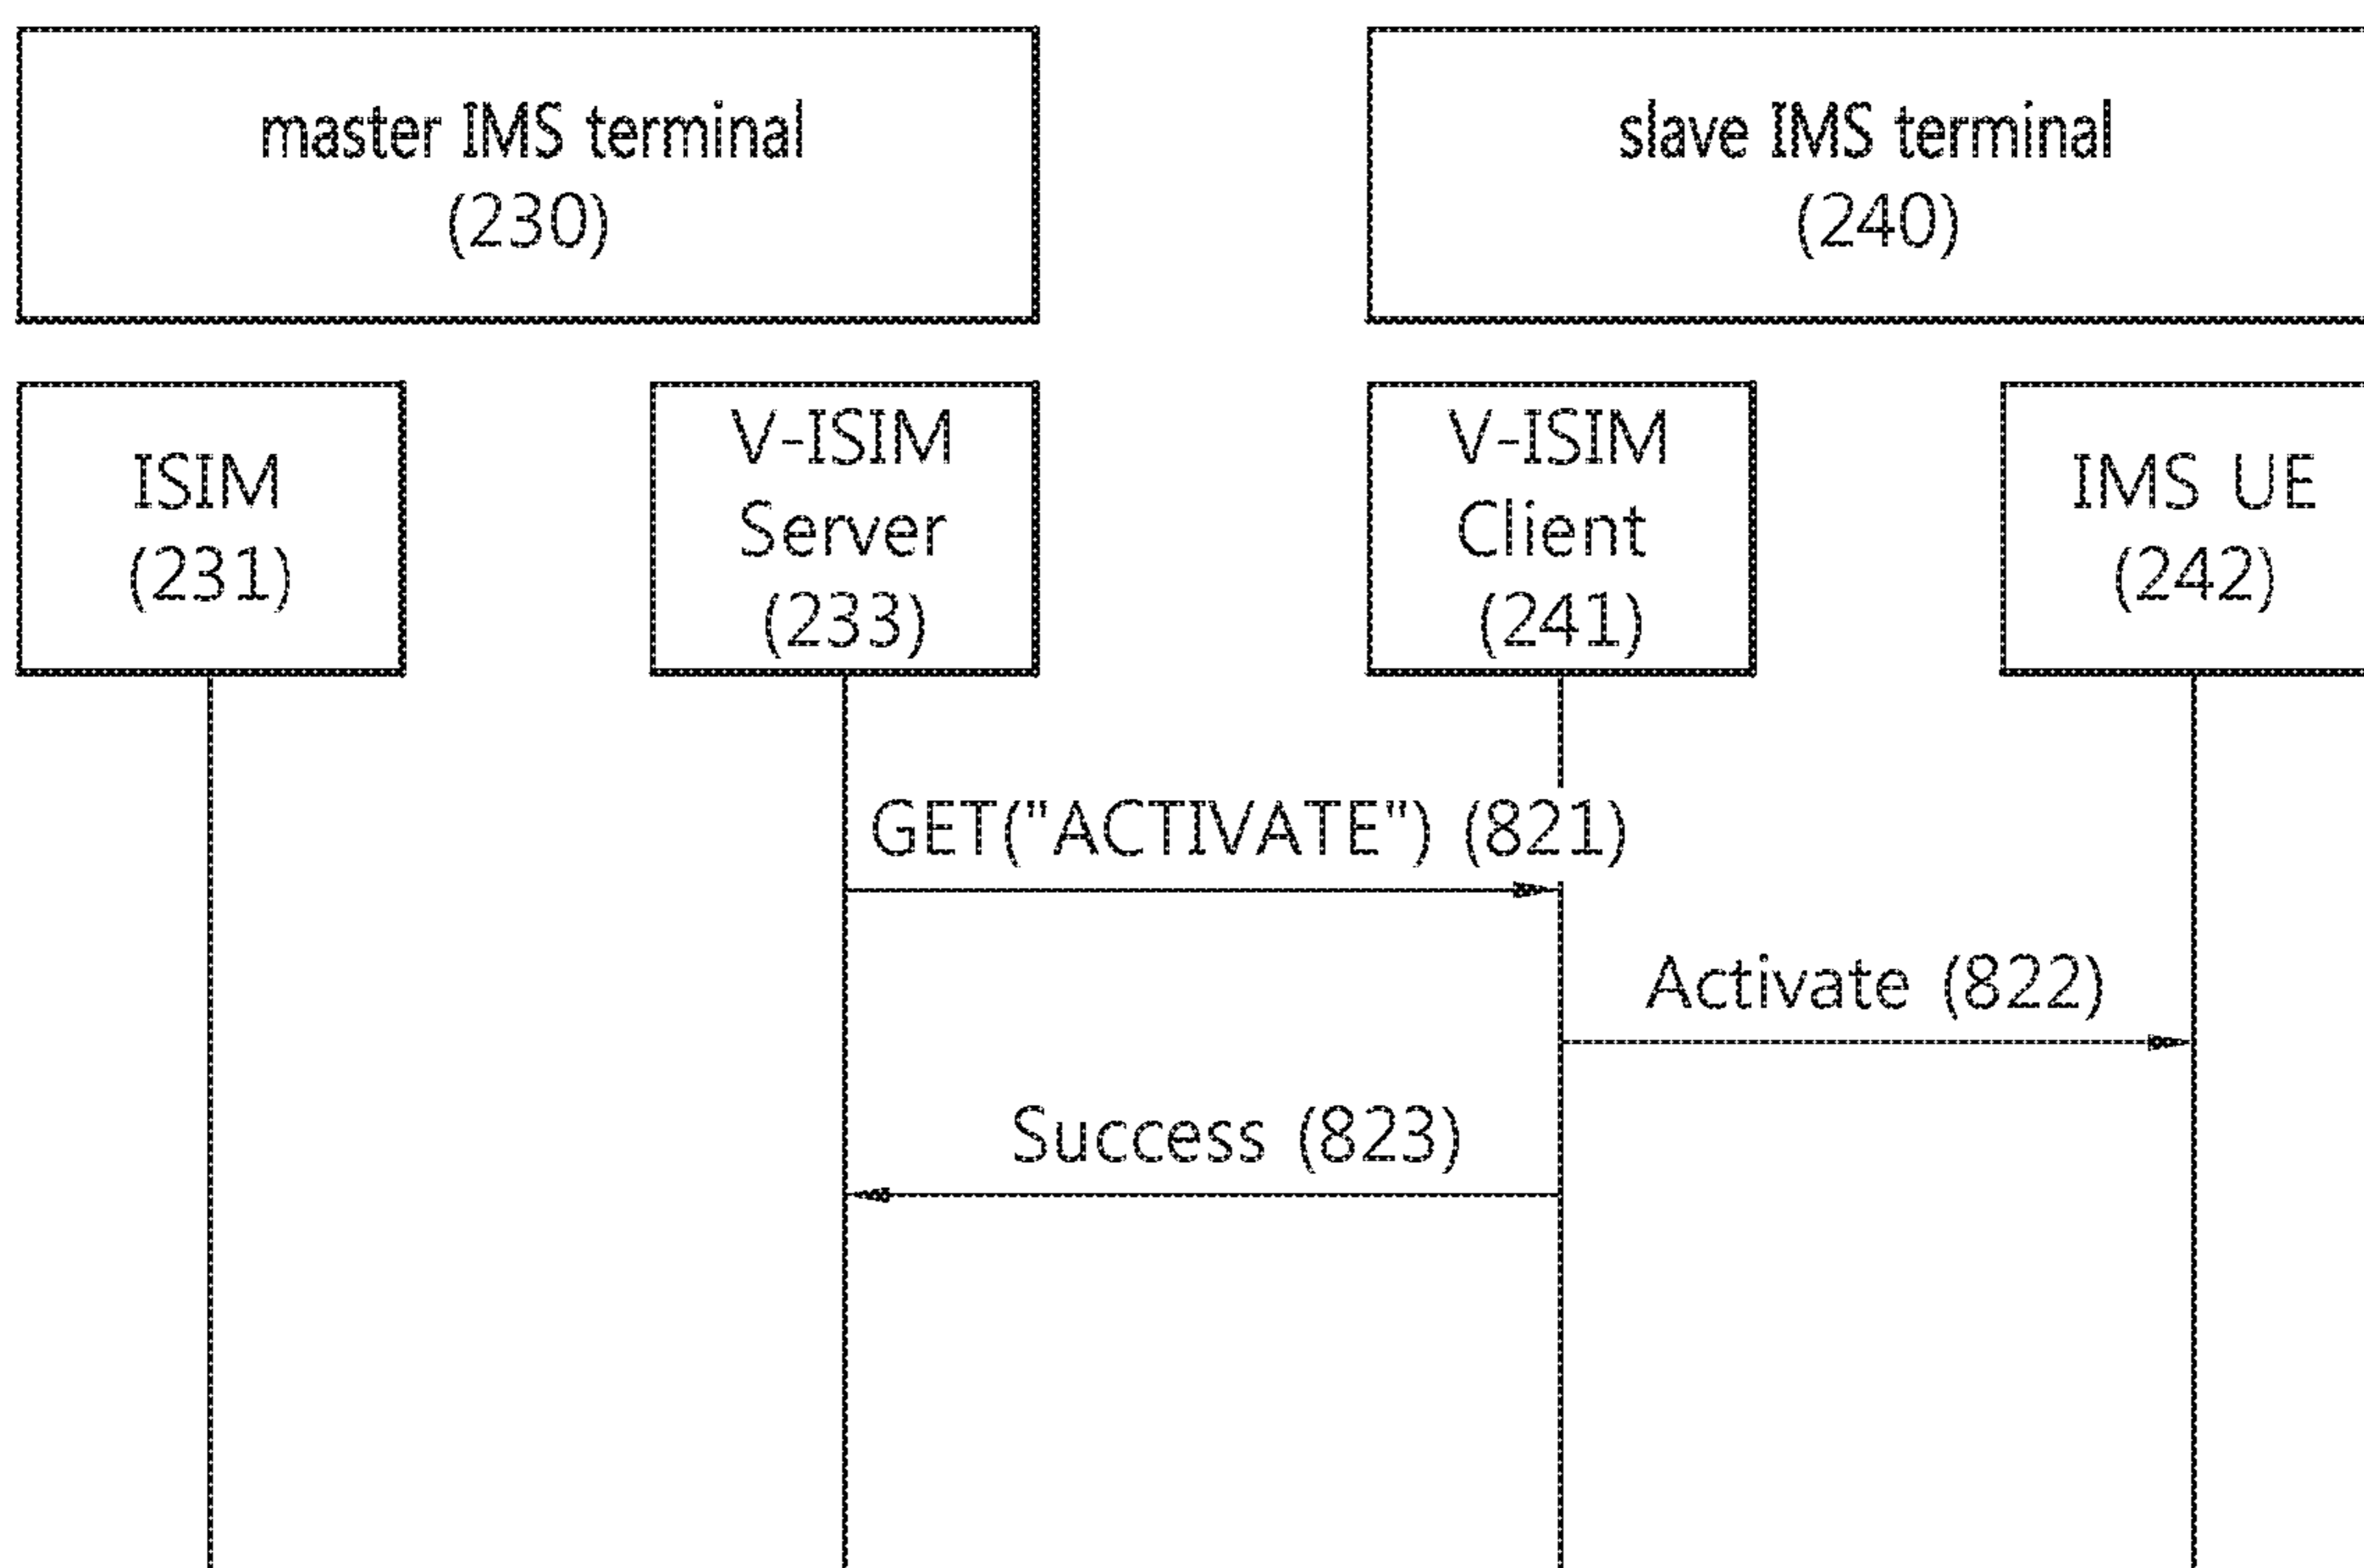 master IMS terminal
(230)
slave IMS terminal
(240)
ISIM
(231)
V-ISIM
Server
(233)
V-ISIM
Client
(241)
IMS UE
(242)
GET("ACTIVATE") (821)
Activate (822)
Success (823)